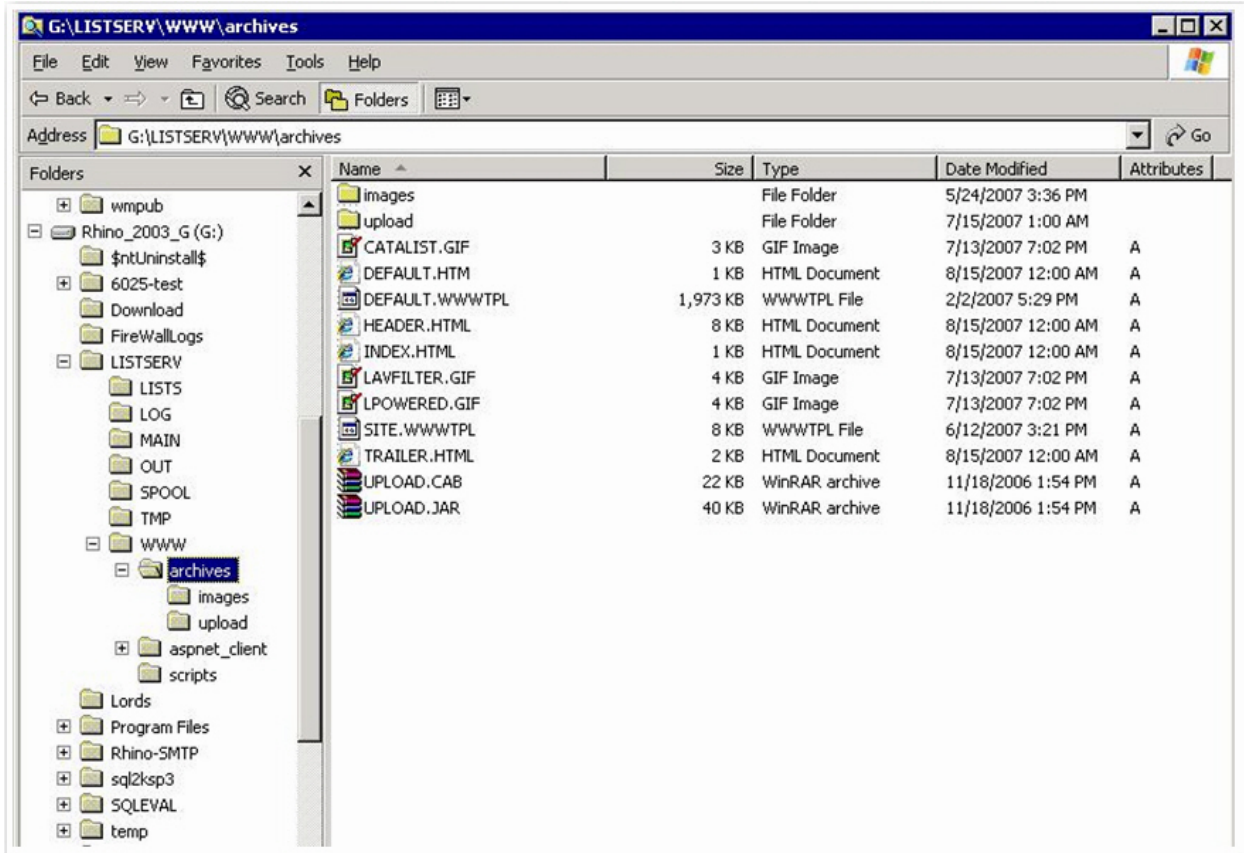 G:\LISTSERV\WWW\archives
File Edit View Favorites Tools Help
Back Search Folders
Address G:\LISTSERV\WWW\archives Go
Folders x
wmpub
Rhino_2003_G (G:)
$ntUninstall$
6025-test
Download
FireWallLogs
LISTSERV
LISTS
LOG
MAIN
OUT
SPOOL
TMP
WWW
archives
images
upload
aspnet_client
scripts
Lords
Program Files
Rhino-SMTP
sql2ksp3
SQLEVAL
temp
Name Size Type Date Modified Attributes
images File Folder 5/24/2007 3:36 PM
upload File Folder 7/15/2007 1:00 AM
CATALIST.GIF 3 KB GIF Image 7/13/2007 7:02 PM A
DEFAULT.HTM 1 KB HTML Document 8/15/2007 12:00 AM A
DEFAULT.WWWTPL 1,973 KB WWWTPL File 2/2/2007 5:29 PM A
HEADER.HTML 8 KB HTML Document 8/15/2007 12:00 AM A
INDEX.HTML 1 KB HTML Document 8/15/2007 12:00 AM A
LAVFILTER.GIF 4 KB GIF Image 7/13/2007 7:02 PM A
LPOWERED.GIF 4 KB GIF Image 7/13/2007 7:02 PM A
SITE.WWWTPL 8 KB WWWTPL File 6/12/2007 3:21 PM A
TRAILER.HTML 2 KB HTML Document 8/15/2007 12:00 AM A
UPLOAD.CAB 22 KB WinRAR archive 11/18/2006 1:54 PM A
UPLOAD.JAR 40 KB WinRAR archive 11/18/2006 1:54 PM A